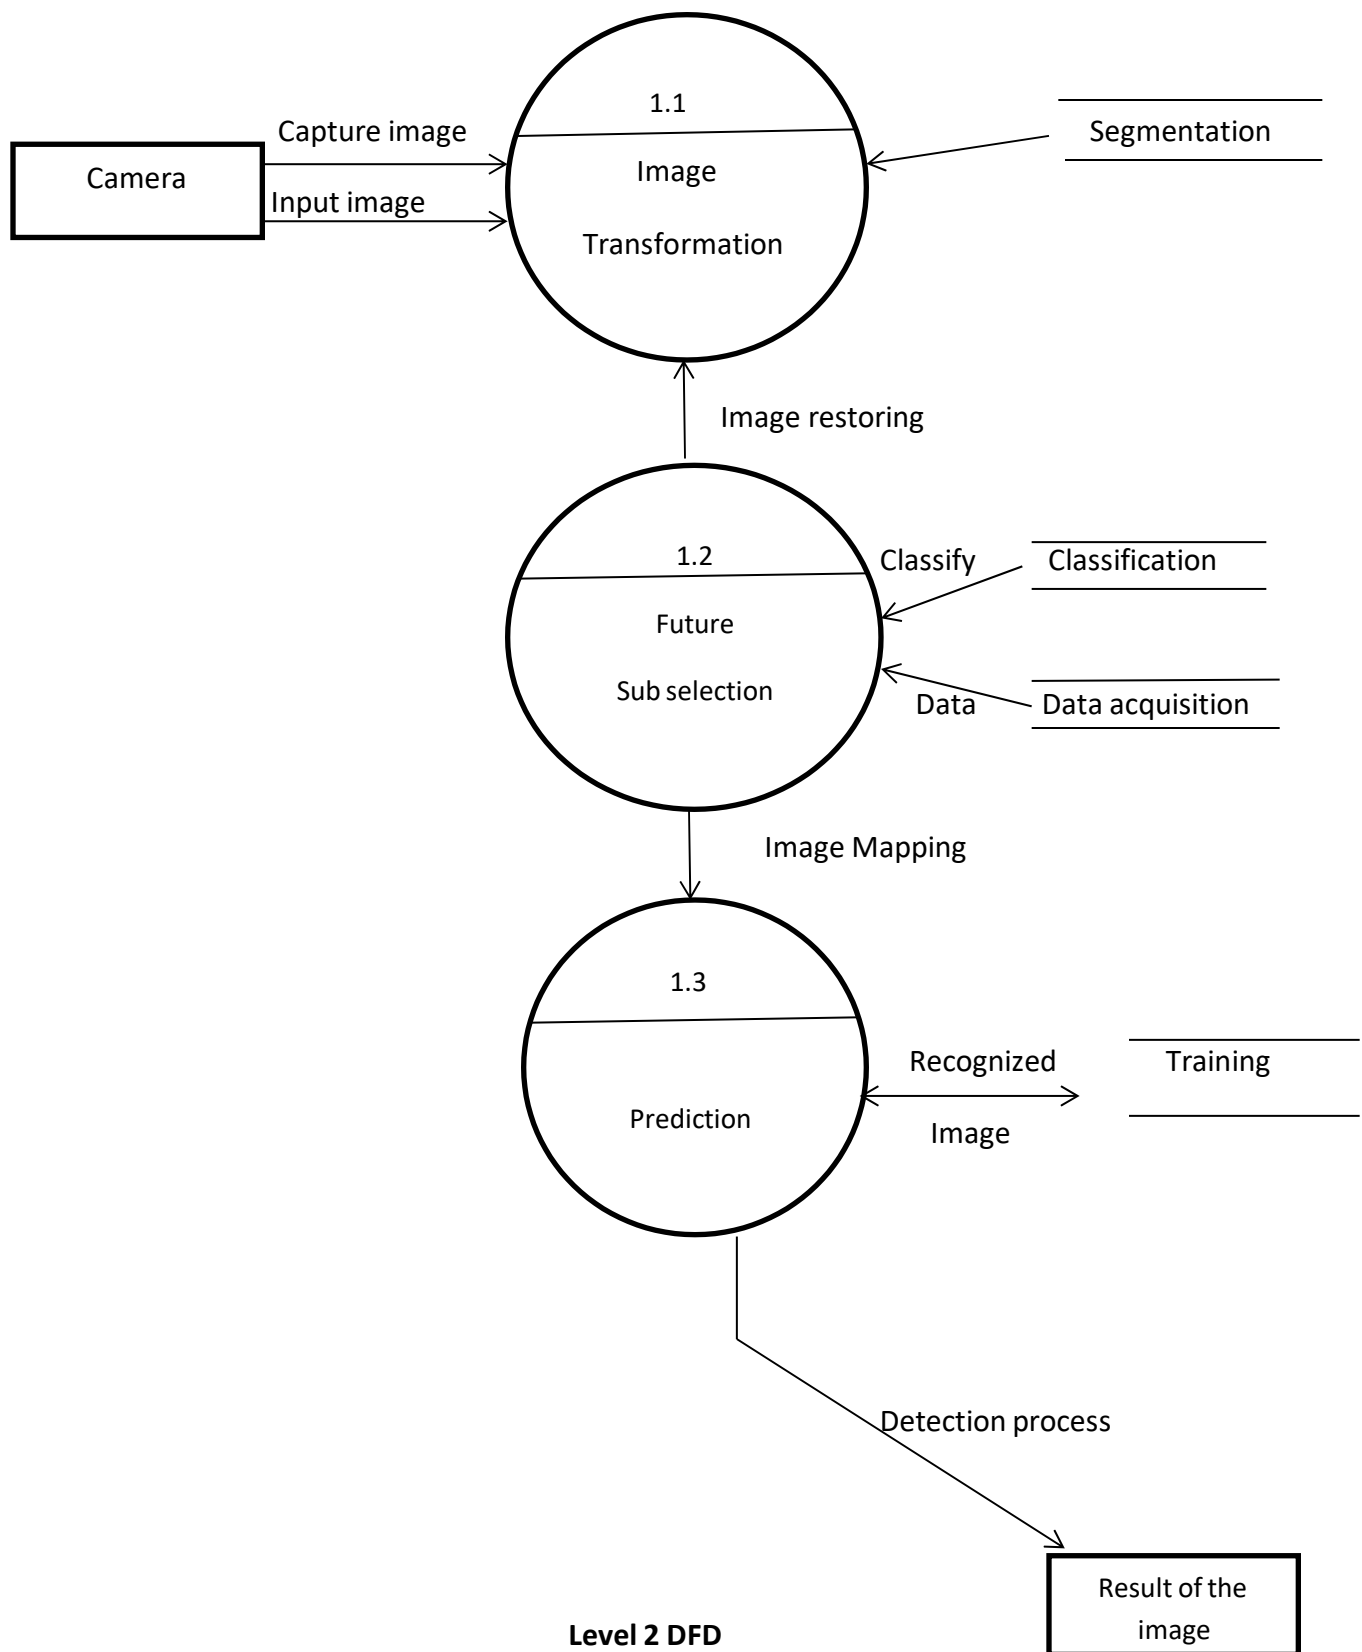 1.1
Capture image
Segmentation
Camera
Image
Input image
Transformation
Image restoring
1.2
Classify
Classification
Future
Sub selection
Data
Data acquisition
Image Mapping
1.3
Recognized
Training
Prediction
Image
Detection process
Result of the
image
Level 2 DFD